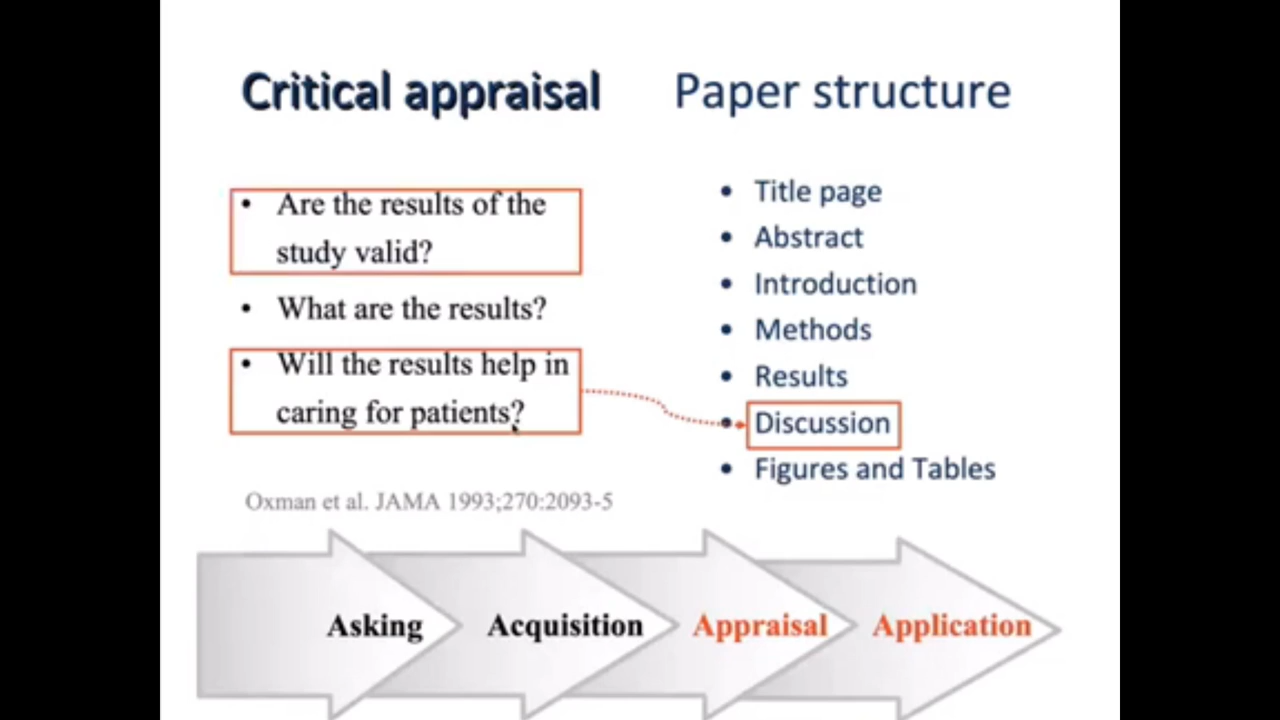 Critical appraisal
• Are the results of the
study valid?
• What are the results?
• Will the results help in
caring for patients?
Oxman et al. JAMA 1993;270:2093-5
Paper structure
• Title page
• Abstract
• Introduction
• Methods
• Results
• Discussion
• Figures and Tables
Asking Acquisition Appraisal Application